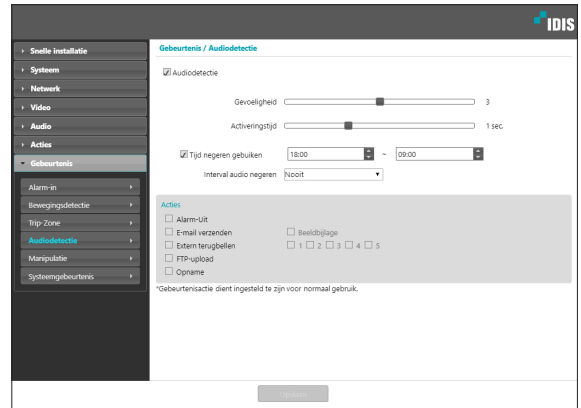 IDIS
Snelle installatie
Systeem
Netwerk
Video
Audio
Acties
Gebeurtenis
Alarm-in
Bewegingsdetectie
Trip-Zone
Audiodetectie
Manipulatie
Systeemgebeurtenis
Gebeurtenis / Audiodetectie
Audiodetectie
Gevoeligheid 3
Activeringstijd 1 sec.
Tijd negeren gebuiken 18:00 ~ 09:00
Interval audio negeren Nooit
Acties
Alarm-Uit
E-mail verzenden Beeldbijlage
Extern terugbellen 1 2 3 4 5
FTP-upload
Opname
*Gebeurtenisactie dient ingesteld te zijn voor normaal gebruik.